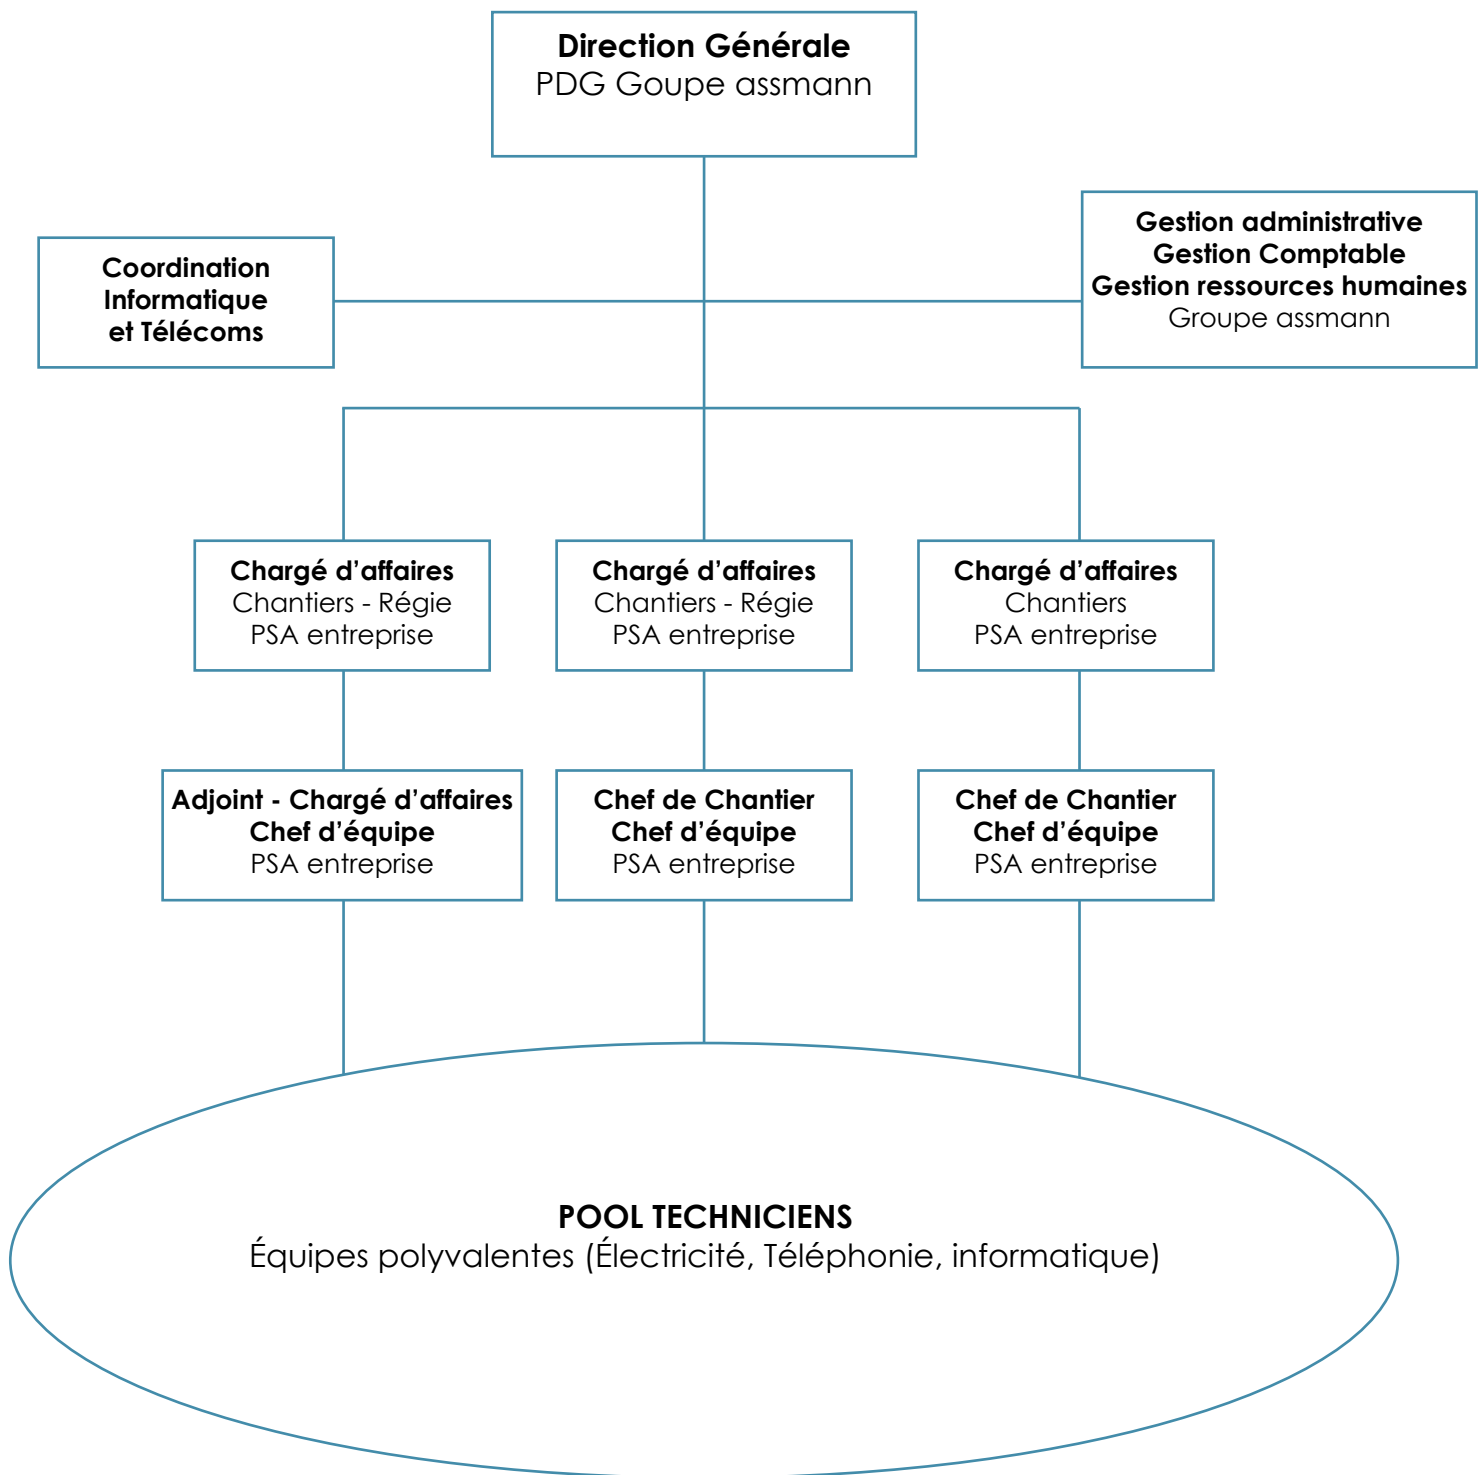 Direction Générale
PDG Goupe assmann
Coordination
Informatique
et Télécoms
Gestion administrative
Gestion Comptable
Gestion ressources humaines
Groupe assmann
Chargé d’affaires
Chantiers - Régie
PSA entreprise
Chargé d’affaires
Chantiers - Régie
PSA entreprise
Chargé d’affaires
Chantiers
PSA entreprise
Adjoint - Chargé d’affaires
Chef d’équipe
PSA entreprise
Chef de Chantier
Chef d’équipe
PSA entreprise
Chef de Chantier
Chef d’équipe
PSA entreprise
POOL TECHNICIENS
Équipes polyvalentes (Électricité, Téléphonie, informatique)